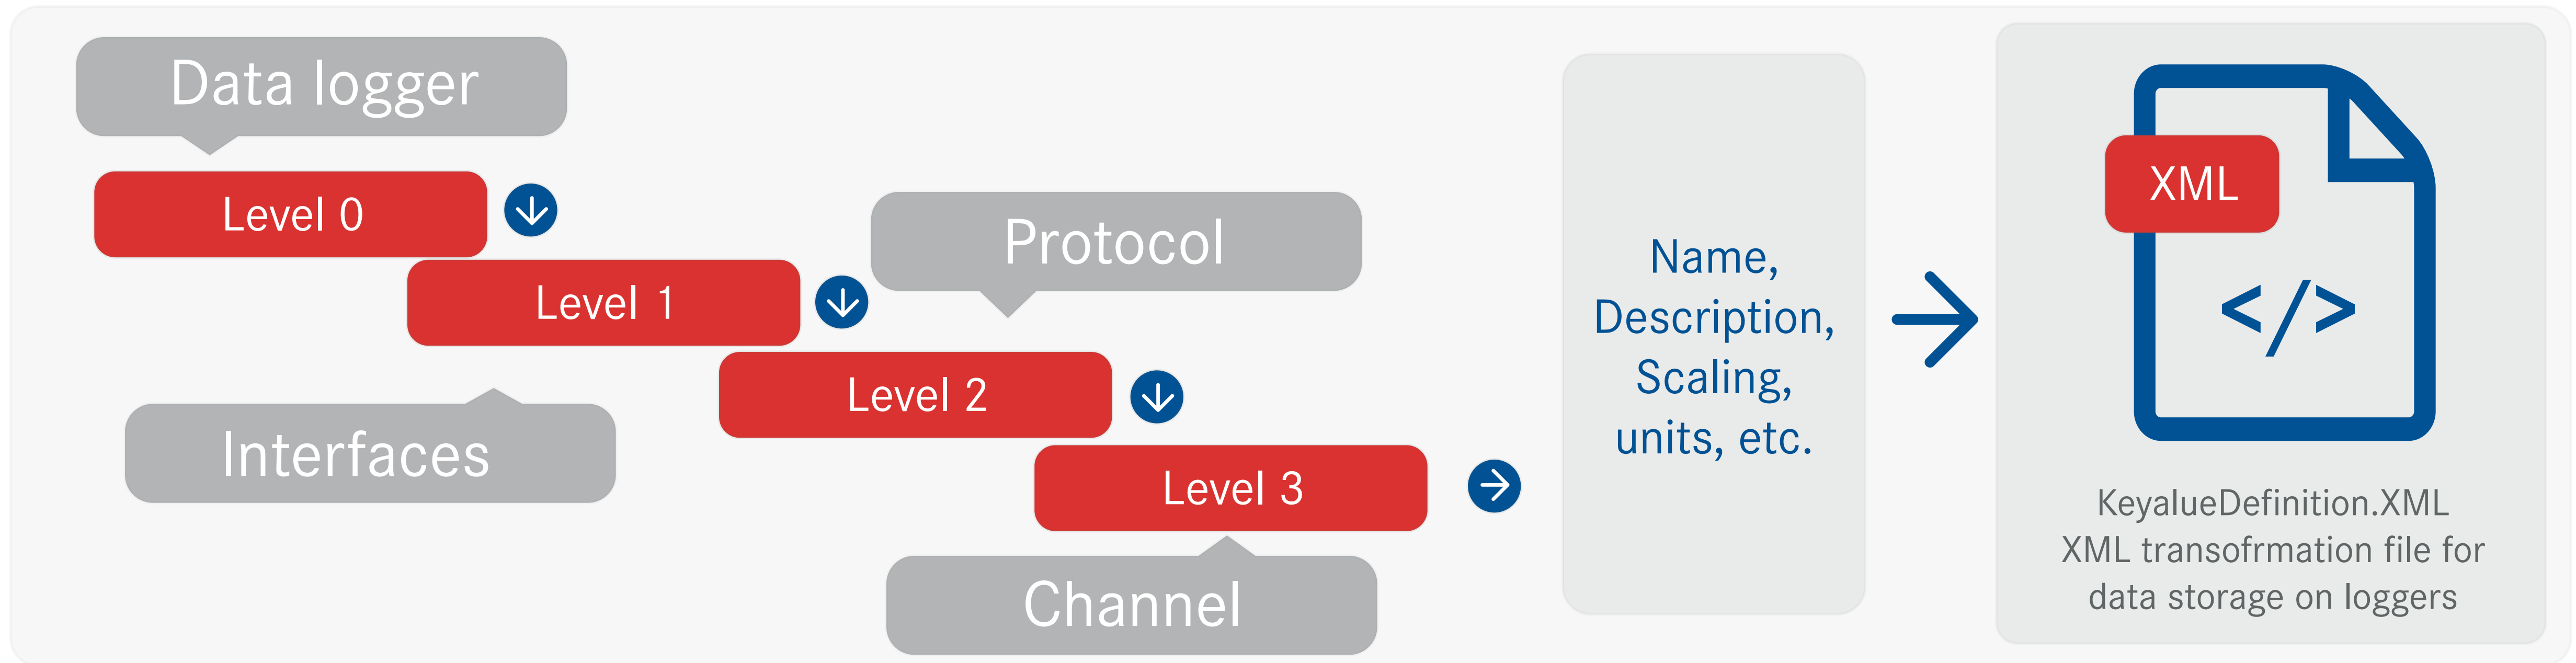 Data logger
Level 0
Level 1
Interfaces
Protocol
Level 2
Level 3
Channel
Name,
Description,
Scaling,
units, etc.
XML
</>
KeyalueDefinition.XML
XML transofrmation file for
data storage on loggers